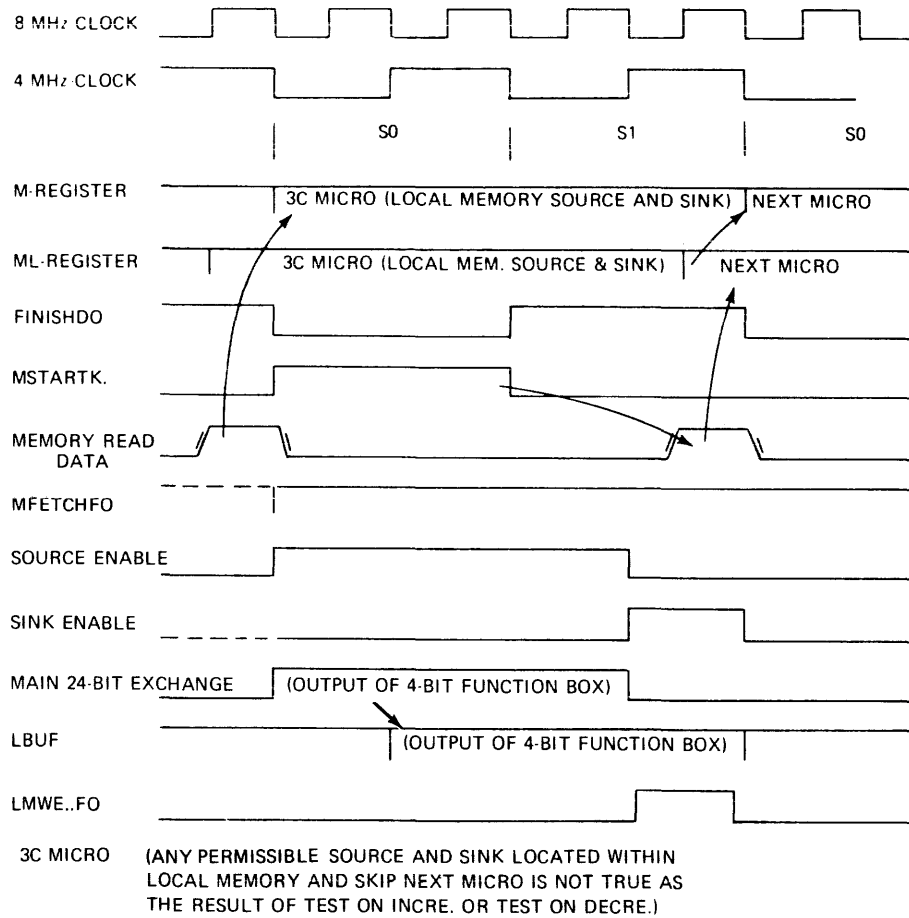 8 MHz CLOCK
4 MHz CLOCK
S0 S1 S0
M-REGISTER 3C MICRO (LOCAL MEMORY SOURCE AND SINK) NEXT MICRO
ML-REGISTER 3C MICRO (LOCAL MEM. SOURCE & SINK) NEXT MICRO
FINISHDO
MSTARTK.
MEMORY READ
DATA
MFETCHFO
SOURCE ENABLE
SINK ENABLE
MAIN 24-BIT EXCHANGE (OUTPUT OF 4-BIT FUNCTION BOX)
LBUF (OUTPUT OF 4-BIT FUNCTION BOX)
LMWE..FO
3C MICRO (ANY PERMISSIBLE SOURCE AND SINK LOCATED WITHIN
LOCAL MEMORY AND SKIP NEXT MICRO IS NOT TRUE AS
THE RESULT OF TEST ON INCRE. OR TEST ON DECRE.)